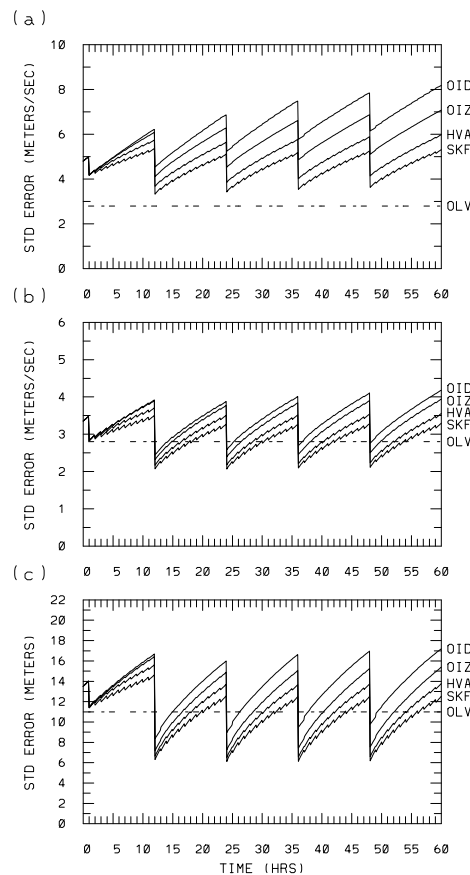 (a)
10
8
6
4
2
0
STD ERROR (METERS/SEC)
OID
OIZ
HVA
SKF
OLV
0 5 10 15 20 25 30 35 40 45 50 55 60
(b)
6
5
4
3
2
1
0
STD ERROR (METERS/SEC)
OID
OIZ
HVA
SKF
OLV
0 5 10 15 20 25 30 35 40 45 50 55 60
(c)
22
20
18
16
14
12
10
8
6
4
2
0
STD ERROR (METERS)
OID
OIZ
HVA
SKF
OLV
0 5 10 15 20 25 30 35 40 45 50 55 60
TIME (HRS)